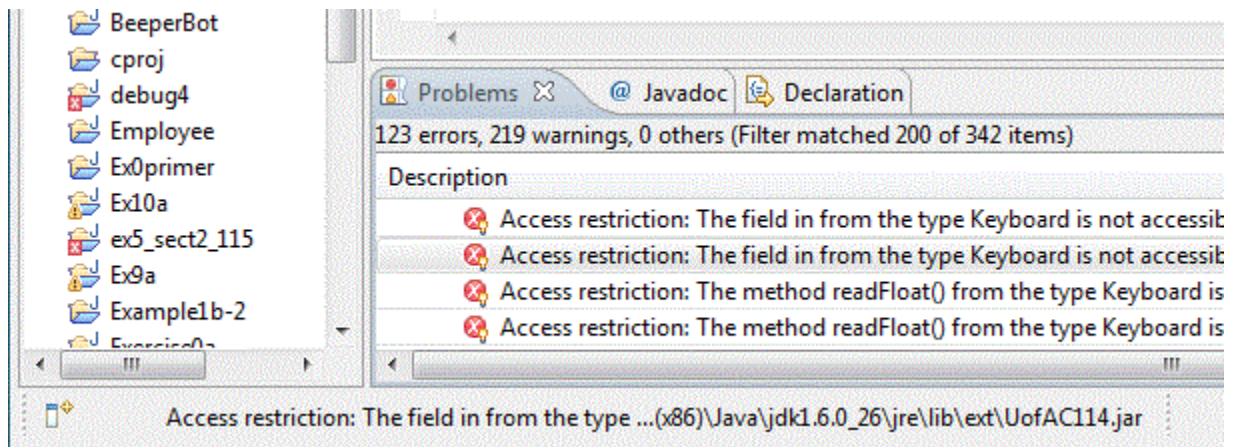 BeeperBot
cproj
debug4
Employee
Ex0primer
Ex10a
ex5_sect2_115
Ex9a
Example1b-2
Problems @ Javadoc Declaration
123 errors, 219 warnings, 0 others (Filter matched 200 of 342 items)
Description
Access restriction: The field in from the type Keyboard is not accessib
Access restriction: The field in from the type Keyboard is not accessib
Access restriction: The method readFloat() from the type Keyboard is
Access restriction: The method readFloat() from the type Keyboard is
Access restriction: The field in from the type ...(x86)\Java\jdk1.6.0_26\jre\lib\ext\UofAC114.jar